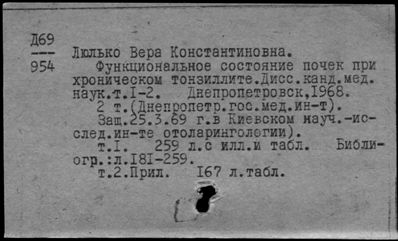 Д69
954
Люлько Вера Константиновна.
Функциональное состояние почек при
хроническом тонзиллите.Дисс.канд.мед.
наук.т.I-2. Днепропетровск,1968.
2 т.(Днепропетр.гос.мед.ин-т).
Защ.25.3.69 г.в Киевском науч.-ис-
след.ин-те отоларингологии).
т.I. 259 л.с илл.и табл. Библи-
огр.:л.I8I-259.
т.2.Прил. I67 л.табл.